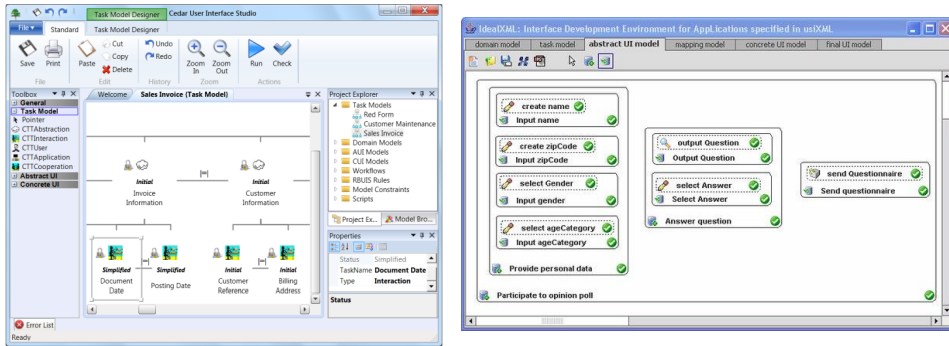 Task Model Designer Cedar User Interface Studio
File Standard Task Model Designer
Save Print Paste Cut Copy Delete Undo Redo Zoom In Zoom Out Run Check
File Edit History Zoom Actions
Toolbox
General
Task Model
Pointer
CTTAbstraction
CTTInteraction
CTTUser
CTTApplication
CTTCooperation
Abstract UI
Concrete UI
Welcome Sales Invoice (Task Model)
Initial Initial
Invoice Information
Customer Information
|=|
Simplified Simplified Initial Initial
Document Date
Posting Date
Customer Reference
Billing Address
Project Explorer
Task Models
Red Form
Customer Maintenance
Sales Invoice
Domain Models
AUI Models
CUI Models
Workflows
RBUIS Rules
Model Constraints
Scripts
Project Ex... Model Bro...
Properties
Status Simplified
TaskName Document Date
Type Interaction
Status
Error List
Ready
IdealXML: Interface Development Environment for AppLications specified in usiXML
domain model task model abstract UI model mapping model concrete UI model final UI model
create name
Input name
create zipCode
Input zipCode
select Gender
Input gender
select ageCategory
Input ageCategory
Provide personal data
output Question
Output Question
select Answer
Select Answer
Answer question
send Questionnaire
Send questionnaire
Participate to opinion poll